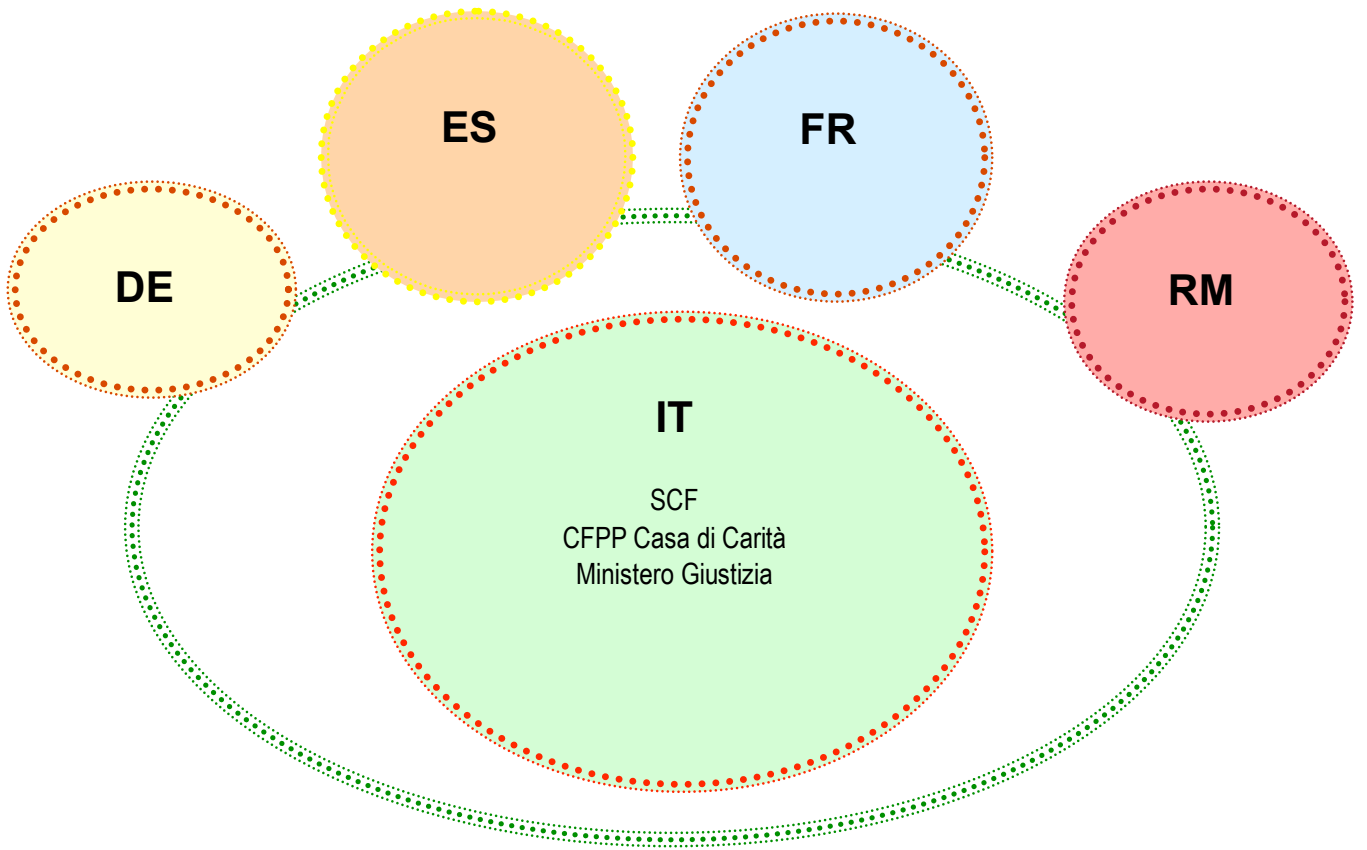 ES
FR
DE
RM
IT
SCF
CFPP Casa di Carità
Ministero Giustizia